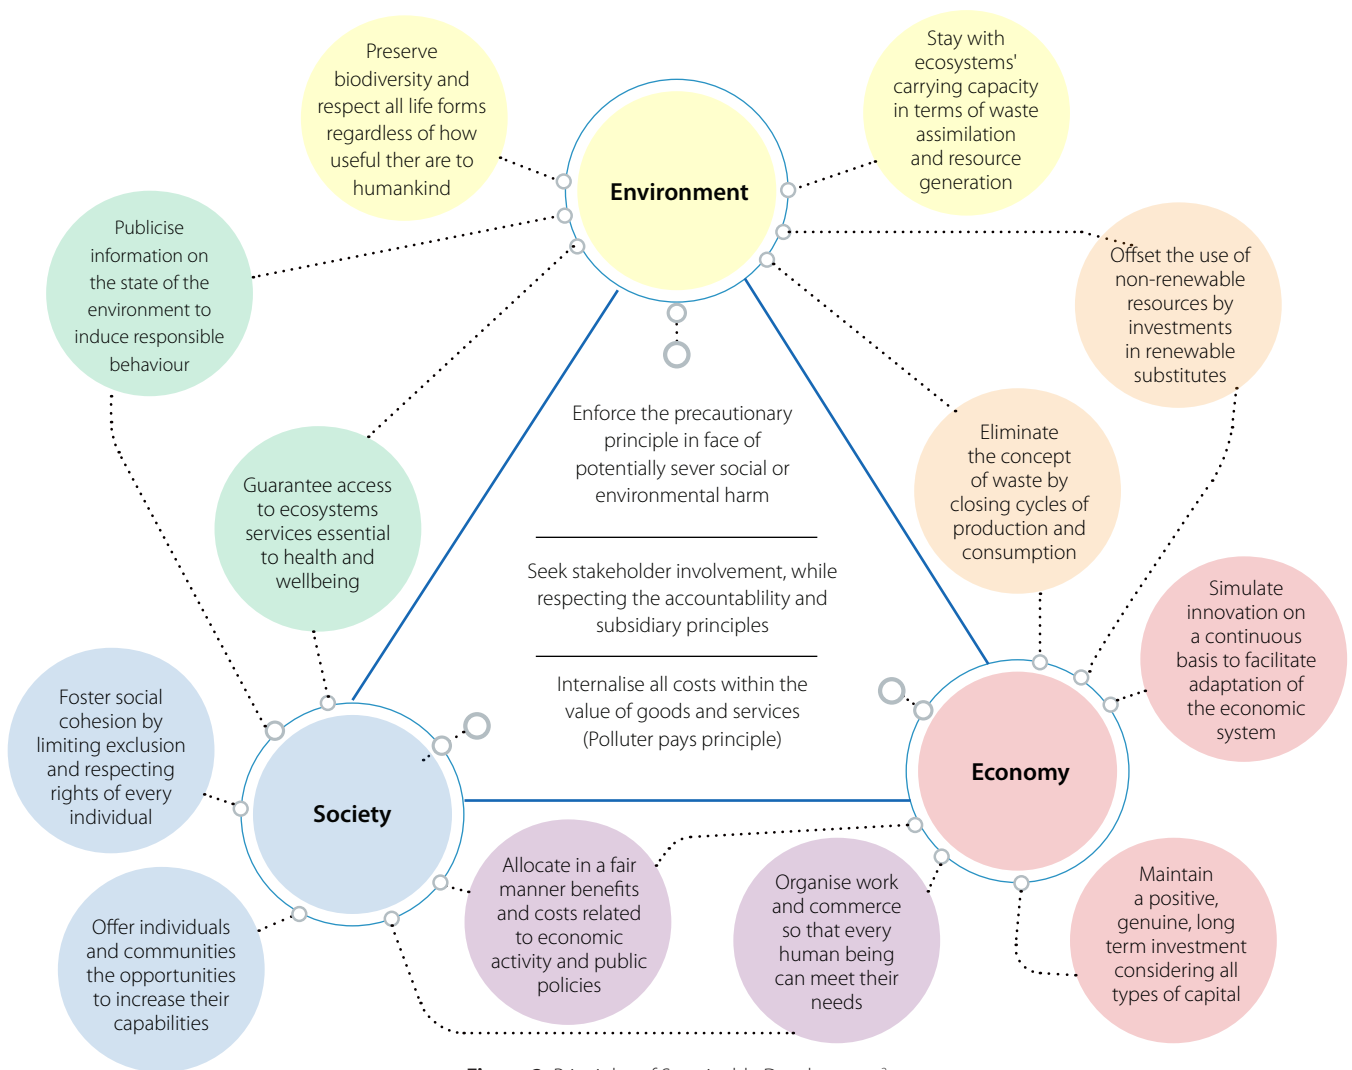 Preserve
biodiversity and
respect all life forms
regardless of how
useful ther are to
humankind
Stay with
ecosystems'
carrying capacity
in terms of waste
assimilation
and resource
generation
Environment
Publicise
information on
the state of the
environment to
induce responsible
behaviour
Offset the use of
non-renewable
resources by
investments
in renewable
substitutes
Guarantee access
to ecosystems
services essential
to health and
wellbeing
Enforce the precautionary
principle in face of
potentially sever social or
environmental harm
Seek stakeholder involvement, while
respecting the accountablility and
subsidiary principles
Internalise all costs within the
value of goods and services
(Polluter pays principle)
Eliminate
the concept
of waste by
closing cycles of
production and
consumption
Simulate
innovation on
a continuous
basis to facilitate
adaptation of
the economic
system
Foster social
cohesion by
limiting exclusion
and respecting
rights of every
individual
Society
Economy
Offer individuals
and communities
the opportunities
to increase their
capabilities
Allocate in a fair
manner benefits
and costs related
to economic
activity and public
policies
Organise work
and commerce
so that every
human being
can meet their
needs
Maintain
a positive,
genuine, long
term investment
considering all
types of capital